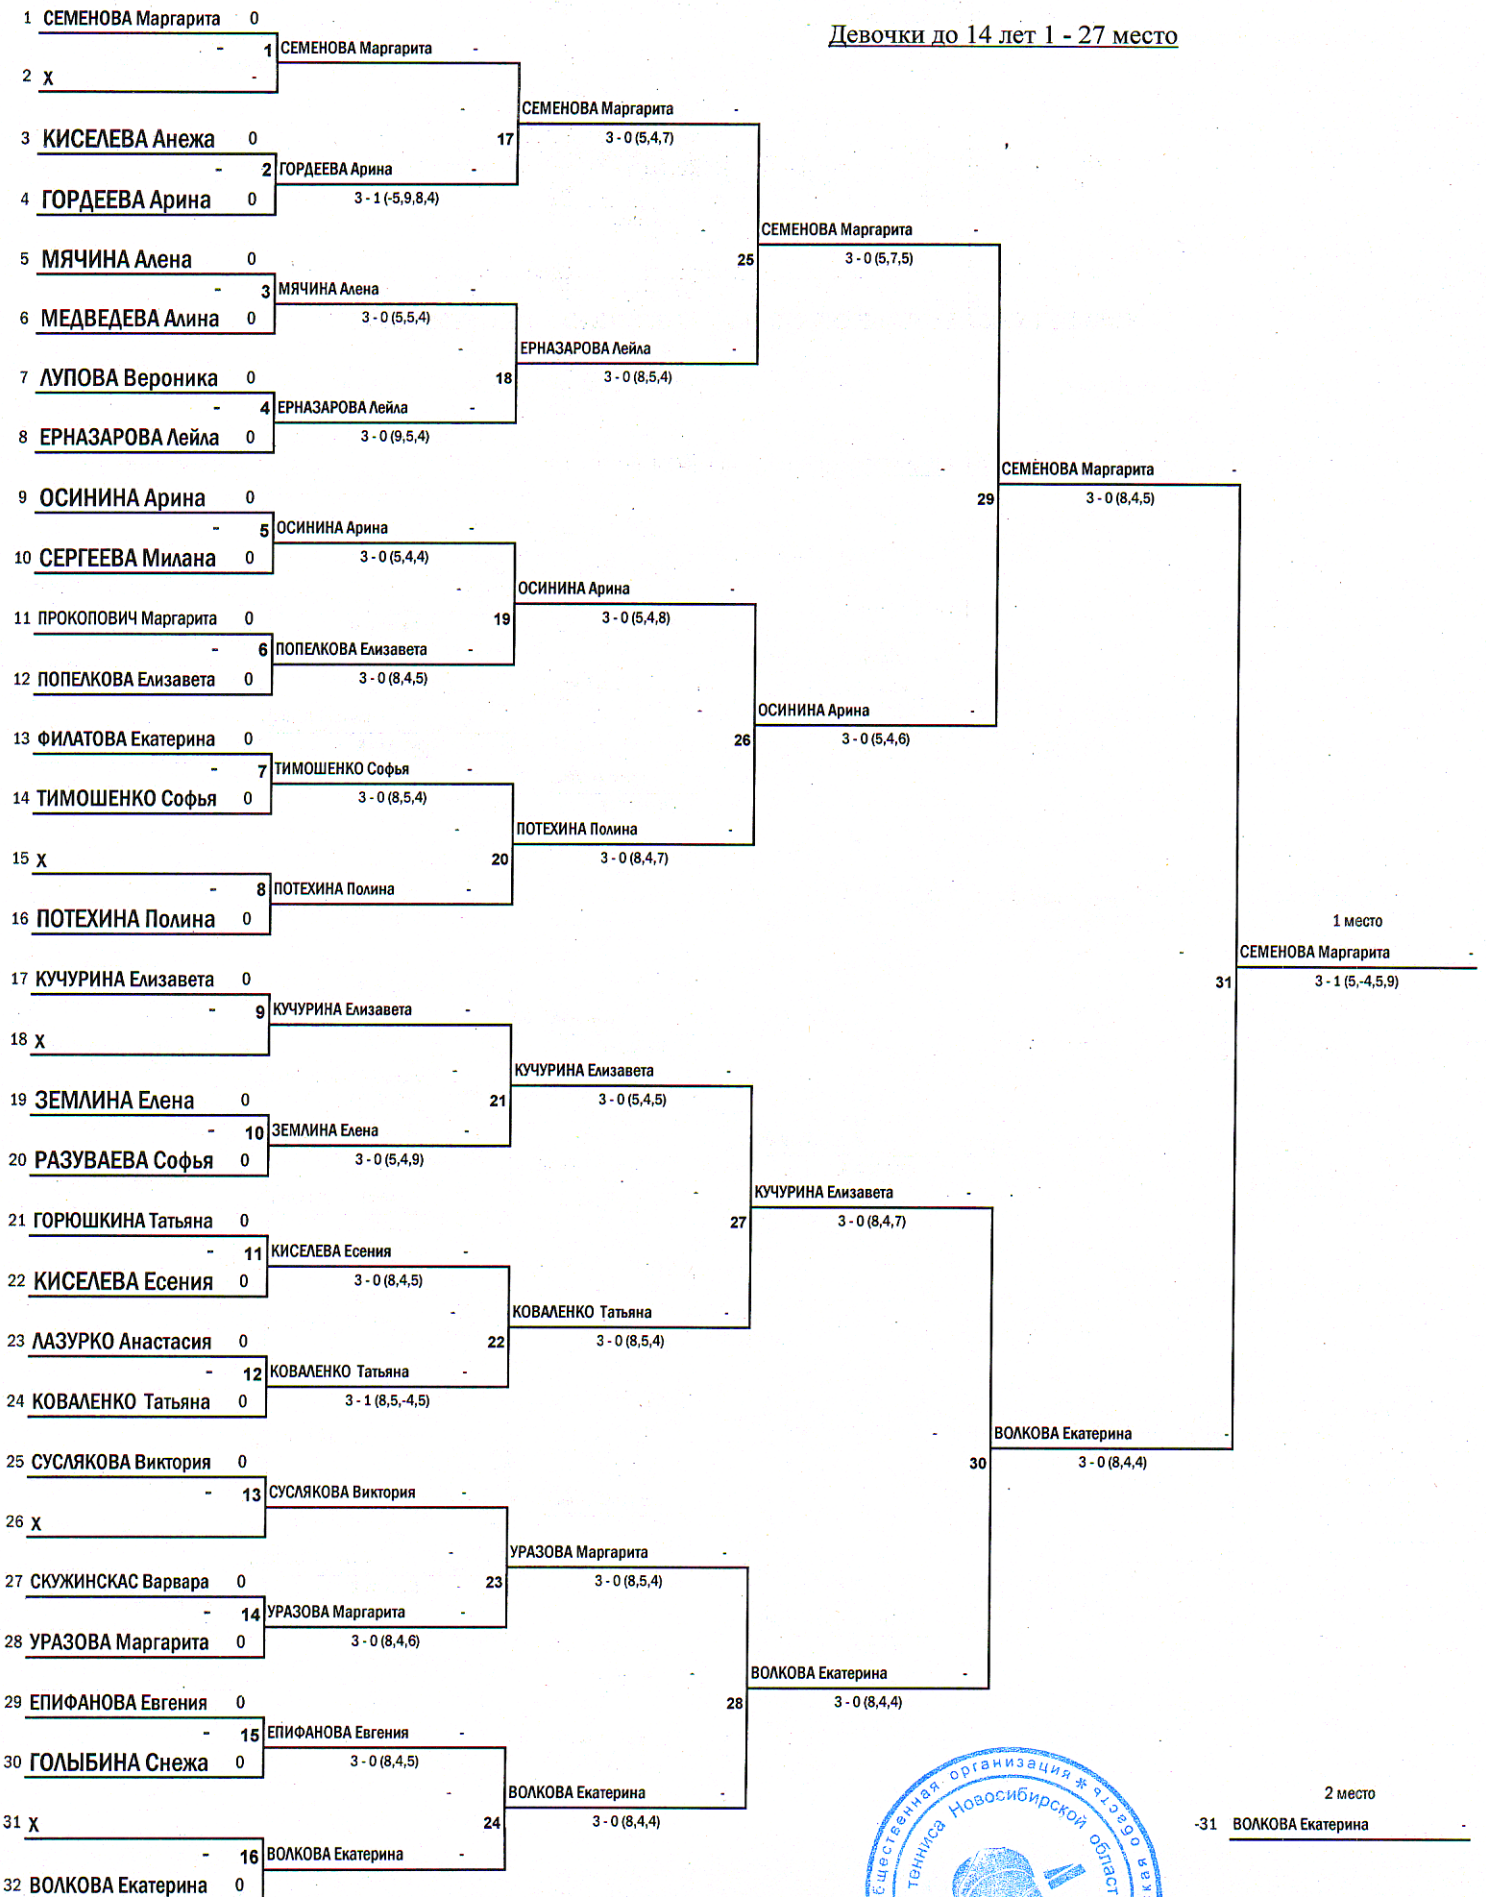 Девочки до 14 лет 1 - 27 место
1 СЕМЕНОВА Маргарита 0
- 1 СЕМЕНОВА Маргарита -
2 X -
- СЕМЕНОВА Маргарита -
3 КИСЕЛЕВА Анежа 0
17 3 - 0 (5,4,7)
- 2 ГОРДЕЕВА Арина -
4 ГОРДЕЕВА Арина 0
3 - 1 (-5,9,8,4)
- СЕМЕНОВА Маргарита -
5 МЯЧИНА Алена 0
25 3 - 0 (5,7,5)
- 3 МЯЧИНА Алена -
6 МЕДВЕДЕВА Алина 0
3 - 0 (5,5,4)
- ЕРНАЗАРОВА Лейла -
7 ЛУПОВА Вероника 0
18 3 - 0 (8,5,4)
- 4 ЕРНАЗАРОВА Лейла -
8 ЕРНАЗАРОВА Лейла 0
3 - 0 (9,5,4)
- СЕМЕНОВА Маргарита -
9 ОСИНИНА Арина 0
29 3 - 0 (8,4,5)
- 5 ОСИНИНА Арина -
10 СЕРГЕЕВА Милана 0
3 - 0 (5,4,4)
- ОСИНИНА Арина -
11 ПРОКОПОВИЧ Маргарита 0
19 3 - 0 (5,4,8)
- 6 ПОПЕЛКОВА Елизавета -
12 ПОПЕЛКОВА Елизавета 0
3 - 0 (8,4,5)
- ОСИНИНА Арина -
13 ФИЛАТОВА Екатерина 0
26 3 - 0 (5,4,6)
- 7 ТИМОШЕНКО Софья -
14 ТИМОШЕНКО Софья 0
3 - 0 (8,5,4)
- ПОТЕХИНА Полина -
15 X
20 3 - 0 (8,4,7)
- 8 ПОТЕХИНА Полина -
16 ПОТЕХИНА Полина 0
1 место
- СЕМЕНОВА Маргарита -
17 КУЧУРИНА Елизавета 0
31 3 - 1 (5,-4,5,9)
- 9 КУЧУРИНА Елизавета -
18 X
- КУЧУРИНА Елизавета -
19 ЗЕМЛИНА Елена 0
21 3 - 0 (5,4,5)
- 10 ЗЕМЛИНА Елена -
20 РАЗУВАЕВА Софья 0
3 - 0 (5,4,9)
- КУЧУРИНА Елизавета -
21 ГОРЮШКИНА Татьяна 0
27 3 - 0 (8,4,7)
- 11 КИСЕЛЕВА Есения -
22 КИСЕЛЕВА Есения 0
3 - 0 (8,4,5)
- КОВАЛЕНКО Татьяна -
23 ЛАЗУРКО Анастасия 0
22 3 - 0 (8,5,4)
- 12 КОВАЛЕНКО Татьяна -
24 КОВАЛЕНКО Татьяна 0
3 - 1 (8,5,-4,5)
- ВОЛКОВА Екатерина -
25 СУСЛЯКОВА Виктория 0
30 3 - 0 (8,4,4)
- 13 СУСЛЯКОВА Виктория -
26 X
- УРАЗОВА Маргарита -
27 СКУЖИНСКАС Варвара 0
23 3 - 0 (8,5,4)
- 14 УРАЗОВА Маргарита -
28 УРАЗОВА Маргарита 0
3 - 0 (8,4,6)
- ВОЛКОВА Екатерина -
29 ЕПИФАНОВА Евгения 0
28 3 - 0 (8,4,4)
- 15 ЕПИФАНОВА Евгения -
30 ГОЛЫБИНА Снежа 0
3 - 0 (8,4,5)
- ВОЛКОВА Екатерина -
2 место
31 X
24 3 - 0 (8,4,4)
-31 ВОЛКОВА Екатерина -
- 16 ВОЛКОВА Екатерина -
32 ВОЛКОВА Екатерина 0
организация
Новосибирской